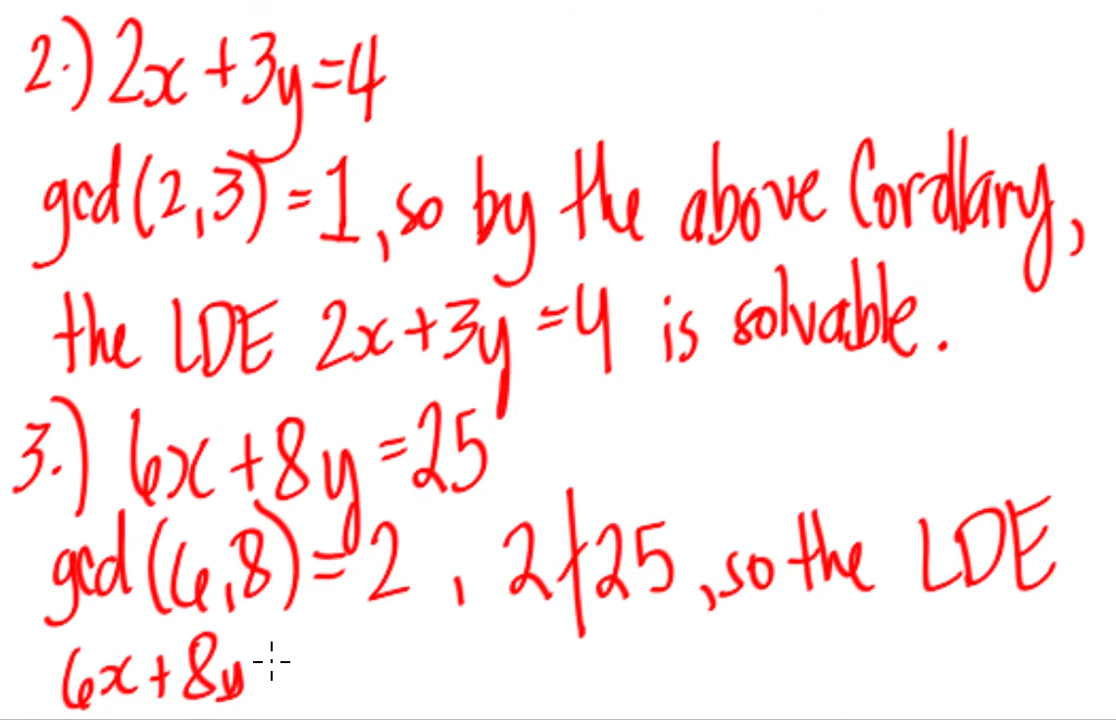 2.) 2x + 3y = 4
gcd(2,3) = 1, so by the above Corollary,
the LDE 2x + 3y = 4 is solvable.
3.) 6x + 8y = 25
gcd(6,8) = 2, 2∤25, so the LDE
6x + 8y